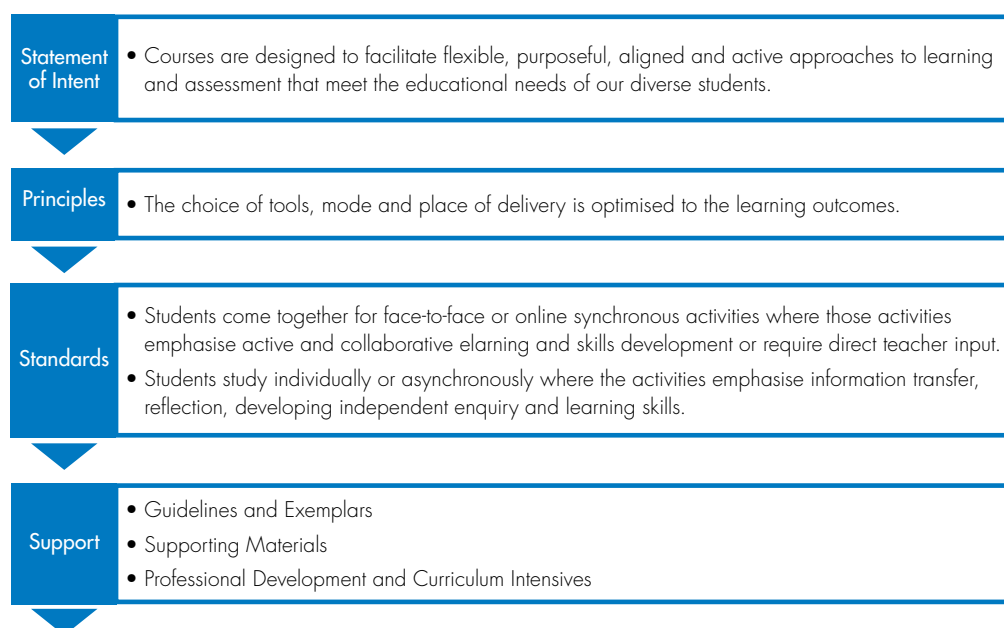 Statement
of Intent
• Courses are designed to facilitate flexible, purposeful, aligned and active approaches to learning
and assessment that meet the educational needs of our diverse students.
Principles
• The choice of tools, mode and place of delivery is optimised to the learning outcomes.
Standards
• Students come together for face-to-face or online synchronous activities where those activities
emphasise active and collaborative elarning and skills development or require direct teacher input.
• Students study individually or asynchronously where the activities emphasise information transfer,
reflection, developing independent enquiry and learning skills.
Support
• Guidelines and Exemplars
• Supporting Materials
• Professional Development and Curriculum Intensives